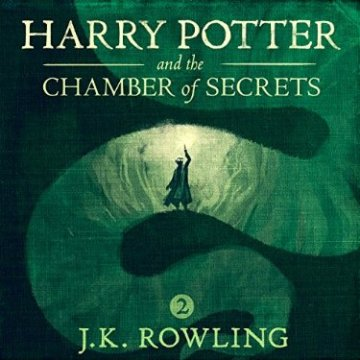 HARRY POTTER
and the
CHAMBER of SECRETS
2
J.K. ROWLING